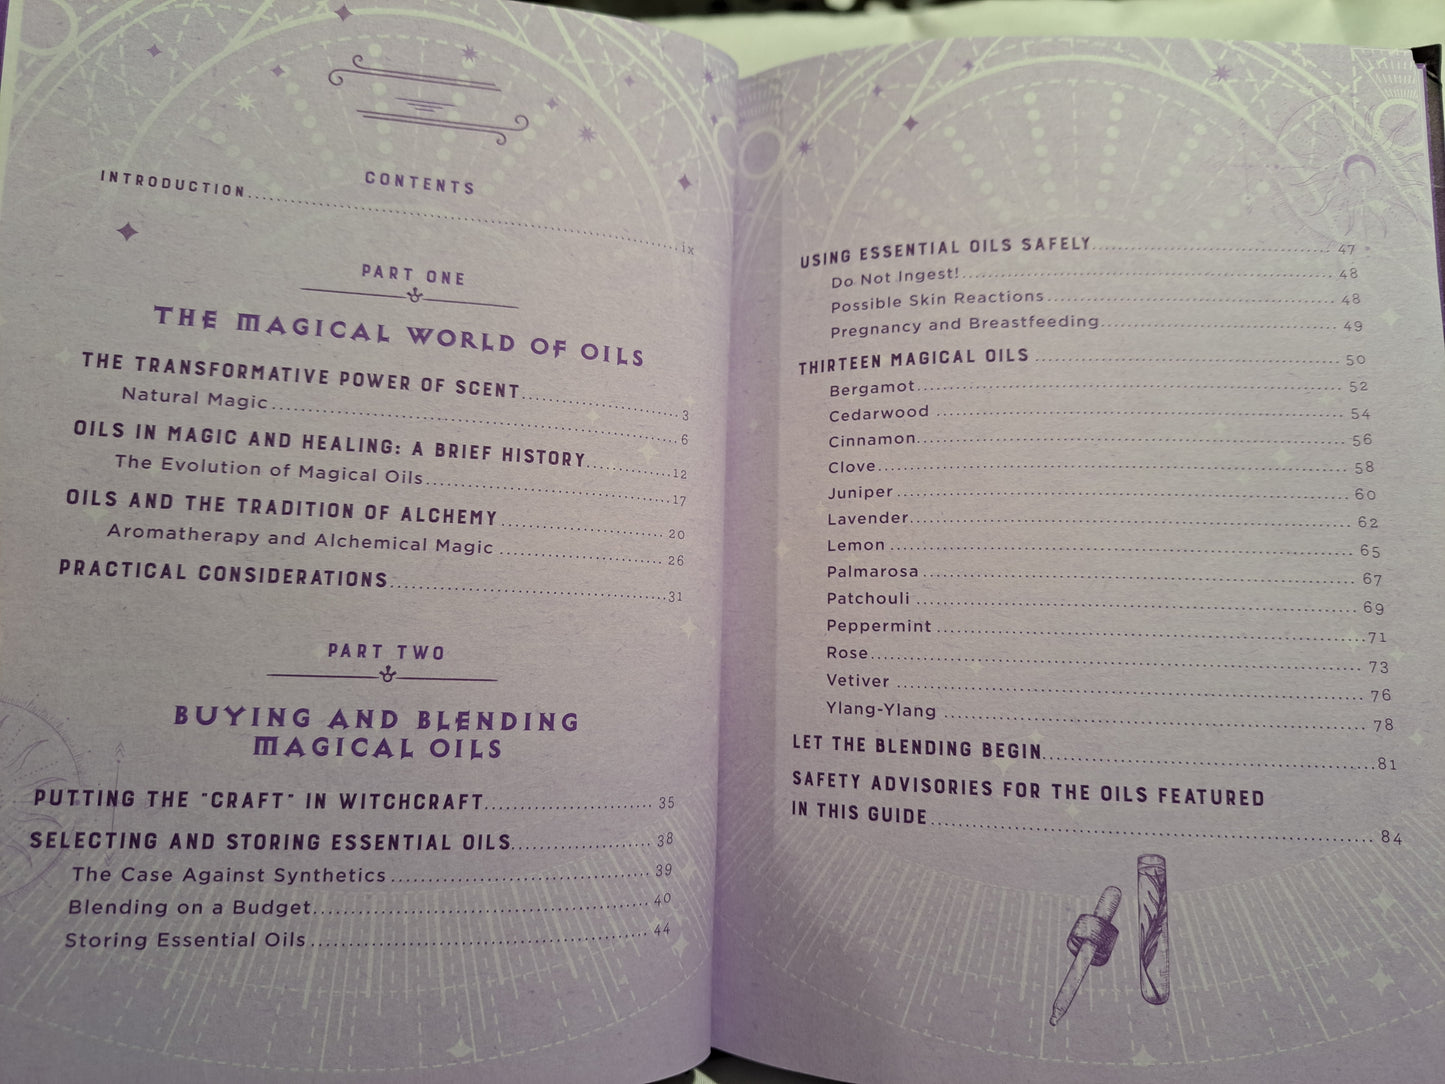 CONTENTS
INTRODUCTION..........ix
PART ONE
THE MAGICAL WORLD OF OILS
THE TRANSFORMATIVE POWER OF SCENT..........3
Natural Magic..........6
OILS IN MAGIC AND HEALING: A BRIEF HISTORY..........12
The Evolution of Magical Oils..........17
OILS AND THE TRADITION OF ALCHEMY..........20
Aromatherapy and Alchemical Magic..........26
PRACTICAL CONSIDERATIONS..........31
PART TWO
BUYING AND BLENDING
MAGICAL OILS
PUTTING THE "CRAFT" IN WITCHCRAFT..........35
SELECTING AND STORING ESSENTIAL OILS..........38
The Case Against Synthetics..........39
Blending on a Budget..........40
Storing Essential Oils..........44
USING ESSENTIAL OILS SAFELY..........47
Do Not Ingest!..........48
Possible Skin Reactions..........48
Pregnancy and Breastfeeding..........49
THIRTEEN MAGICAL OILS..........50
Bergamot..........52
Cedarwood..........54
Cinnamon..........56
Clove..........58
Juniper..........60
Lavender..........62
Lemon..........65
Palmarosa..........67
Patchouli..........69
Peppermint..........71
Rose..........73
Vetiver..........76
Ylang-Ylang..........78
LET THE BLENDING BEGIN..........81
SAFETY ADVISORIES FOR THE OILS FEATURED
IN THIS GUIDE..........84